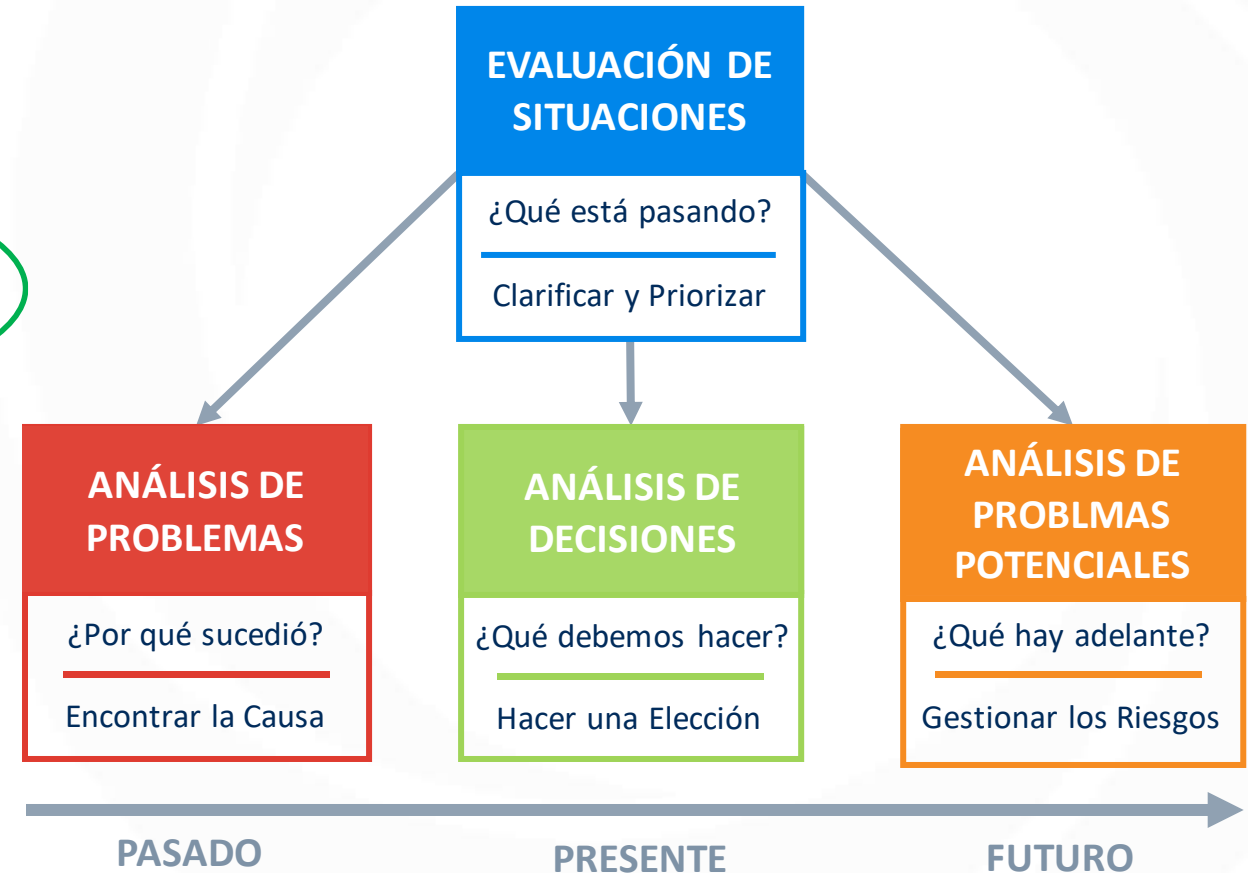 EVALUACIÓN DE
SITUACIONES
¿Qué está pasando?
Clarificar y Priorizar
ANÁLISIS DE
PROBLEMAS
¿Por qué sucedió?
Encontrar la Causa
ANÁLISIS DE
DECISIONES
¿Qué debemos hacer?
Hacer una Elección
ANÁLISIS DE
PROBLMAS
POTENCIALES
¿Qué hay adelante?
Gestionar los Riesgos
PASADO
PRESENTE
FUTURO